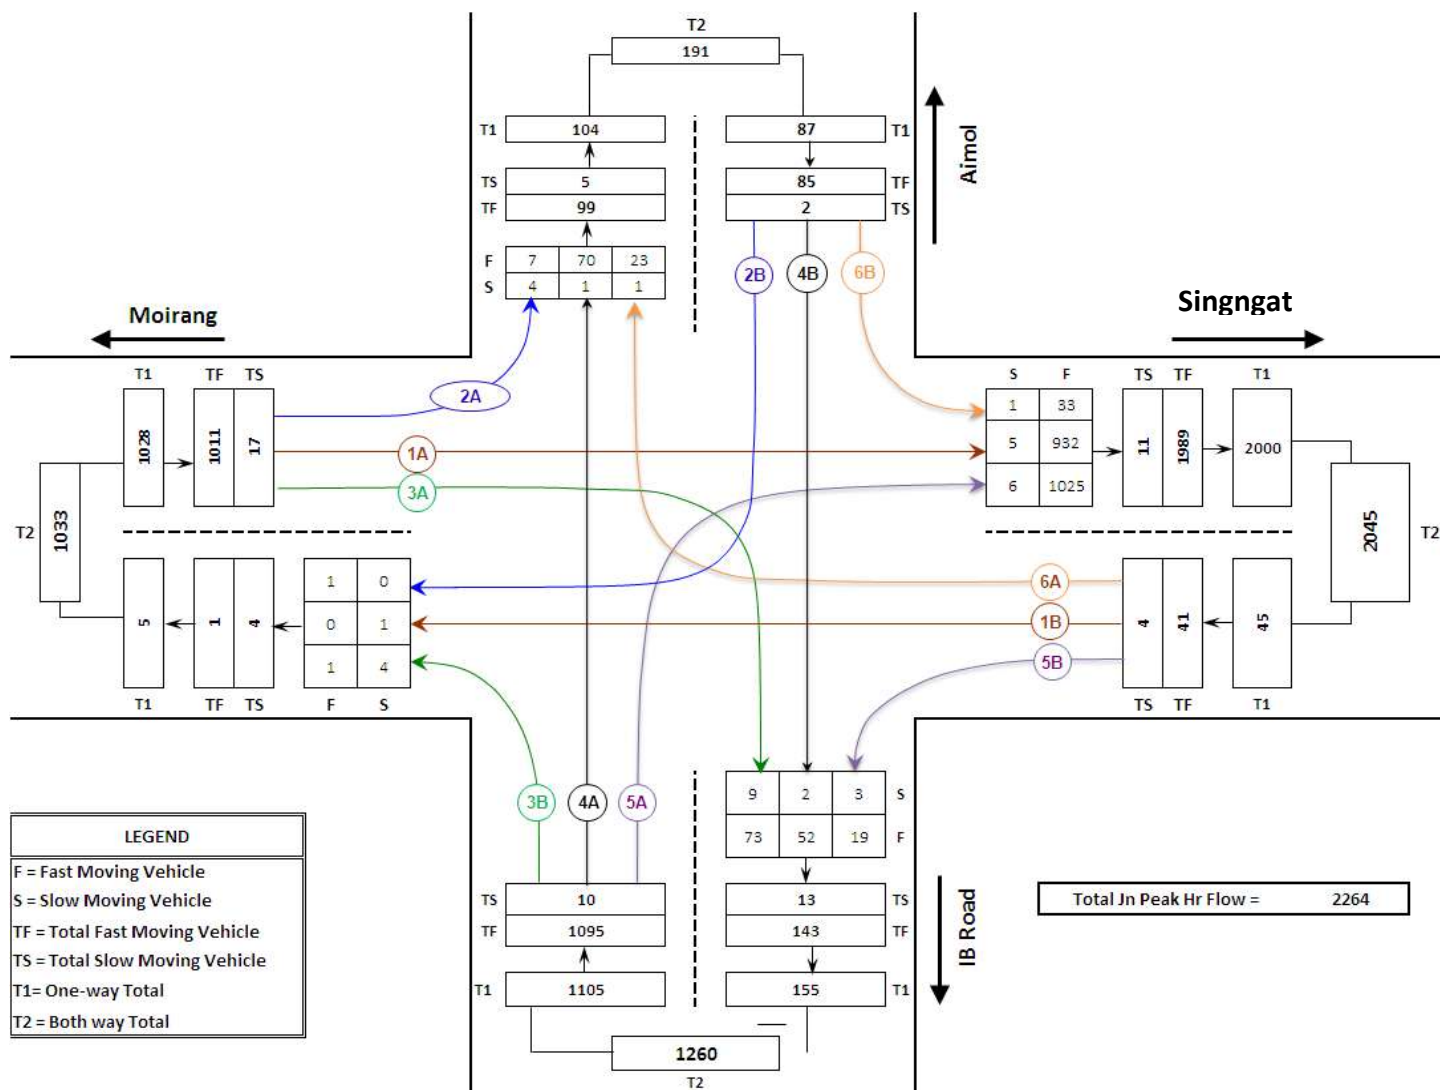 T2
191
T1 104 87 T1
TS 5 85 TF
TF 99 2 TS
F 7 70 23
S 4 1 1
2B 4B 6B
Aimol
Moirang
Singngat
T1 TF TS
S F TS TF T1
2A
1 33
1028 1011 17
1A
5 932 11 1989 2000
3A
6 1025
T2 1033
2045 T2
1 0
6A
5 1 4 0 1
1B
4 41 45
1 4
5B
T1 TF TS F S
TS TF T1
3B 4A 5A
9 2 3 S
73 52 19 F
LEGEND
F = Fast Moving Vehicle
S = Slow Moving Vehicle
TF = Total Fast Moving Vehicle
TS = Total Slow Moving Vehicle
T1= One-way Total
T2 = Both way Total
TS 10 13 TS
TF 1095 143 TF
T1 1105 155 T1
1260
T2
IB Road
Total Jn Peak Hr Flow = 2264